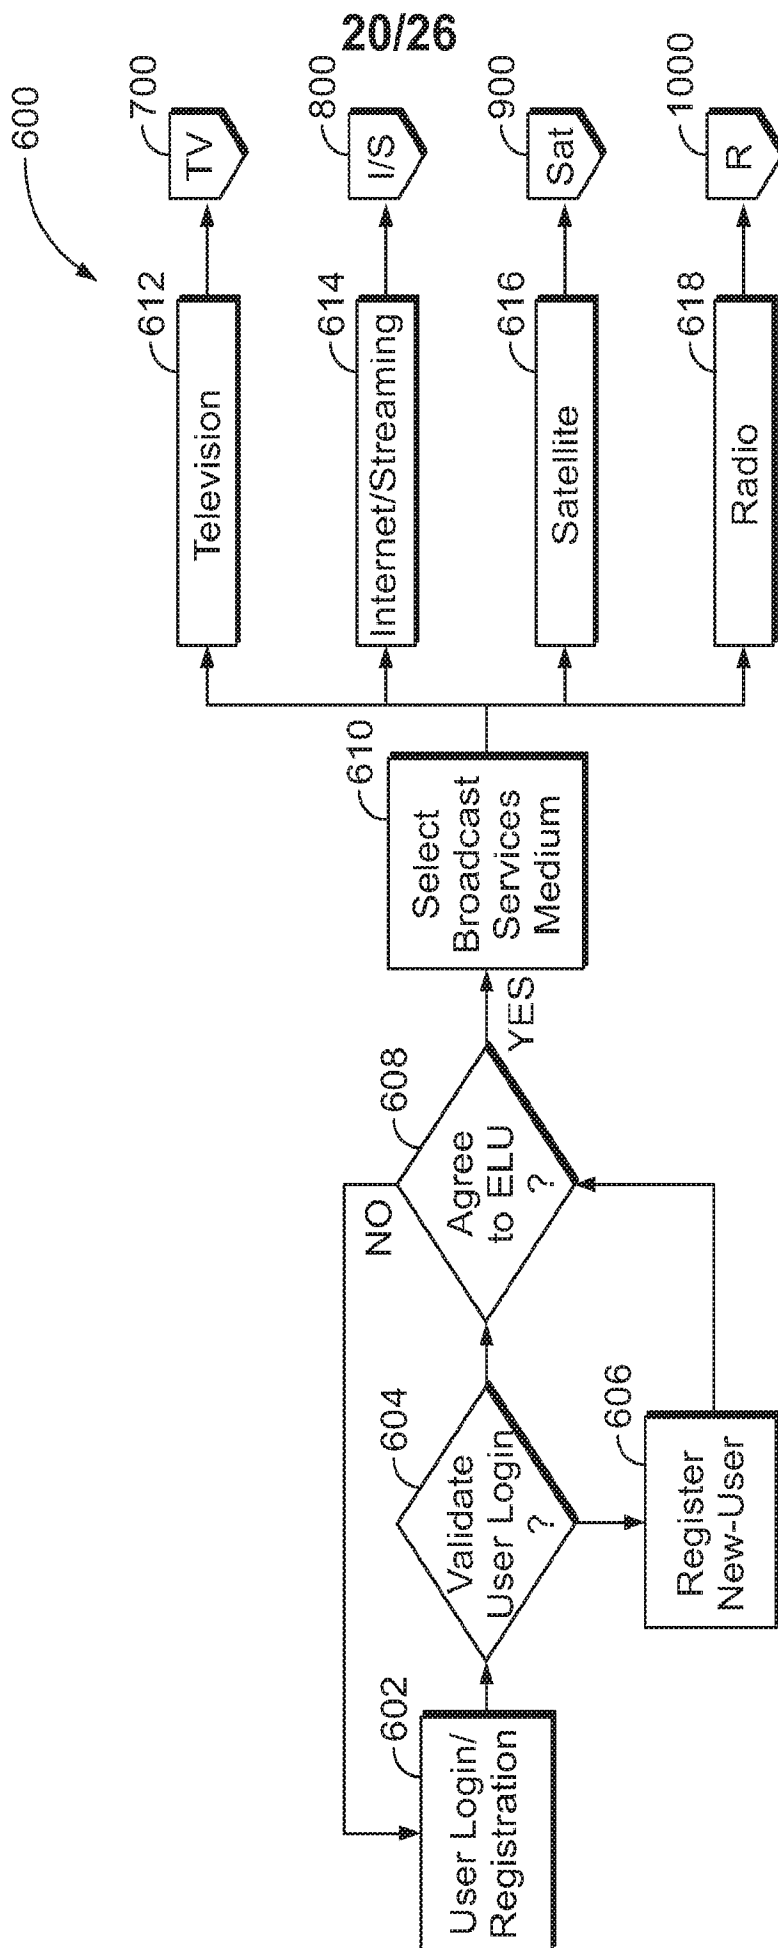 20/26
600
602
User Login/
Registration
604
Validate
User Login
?
606
Register
New-User
608
Agree
to ELU
?
NO
YES
610
Select
Broadcast
Services
Medium
612
Television
700
TV
614
Internet/Streaming
800
I/S
616
Satellite
900
Sat
618
Radio
1000
R